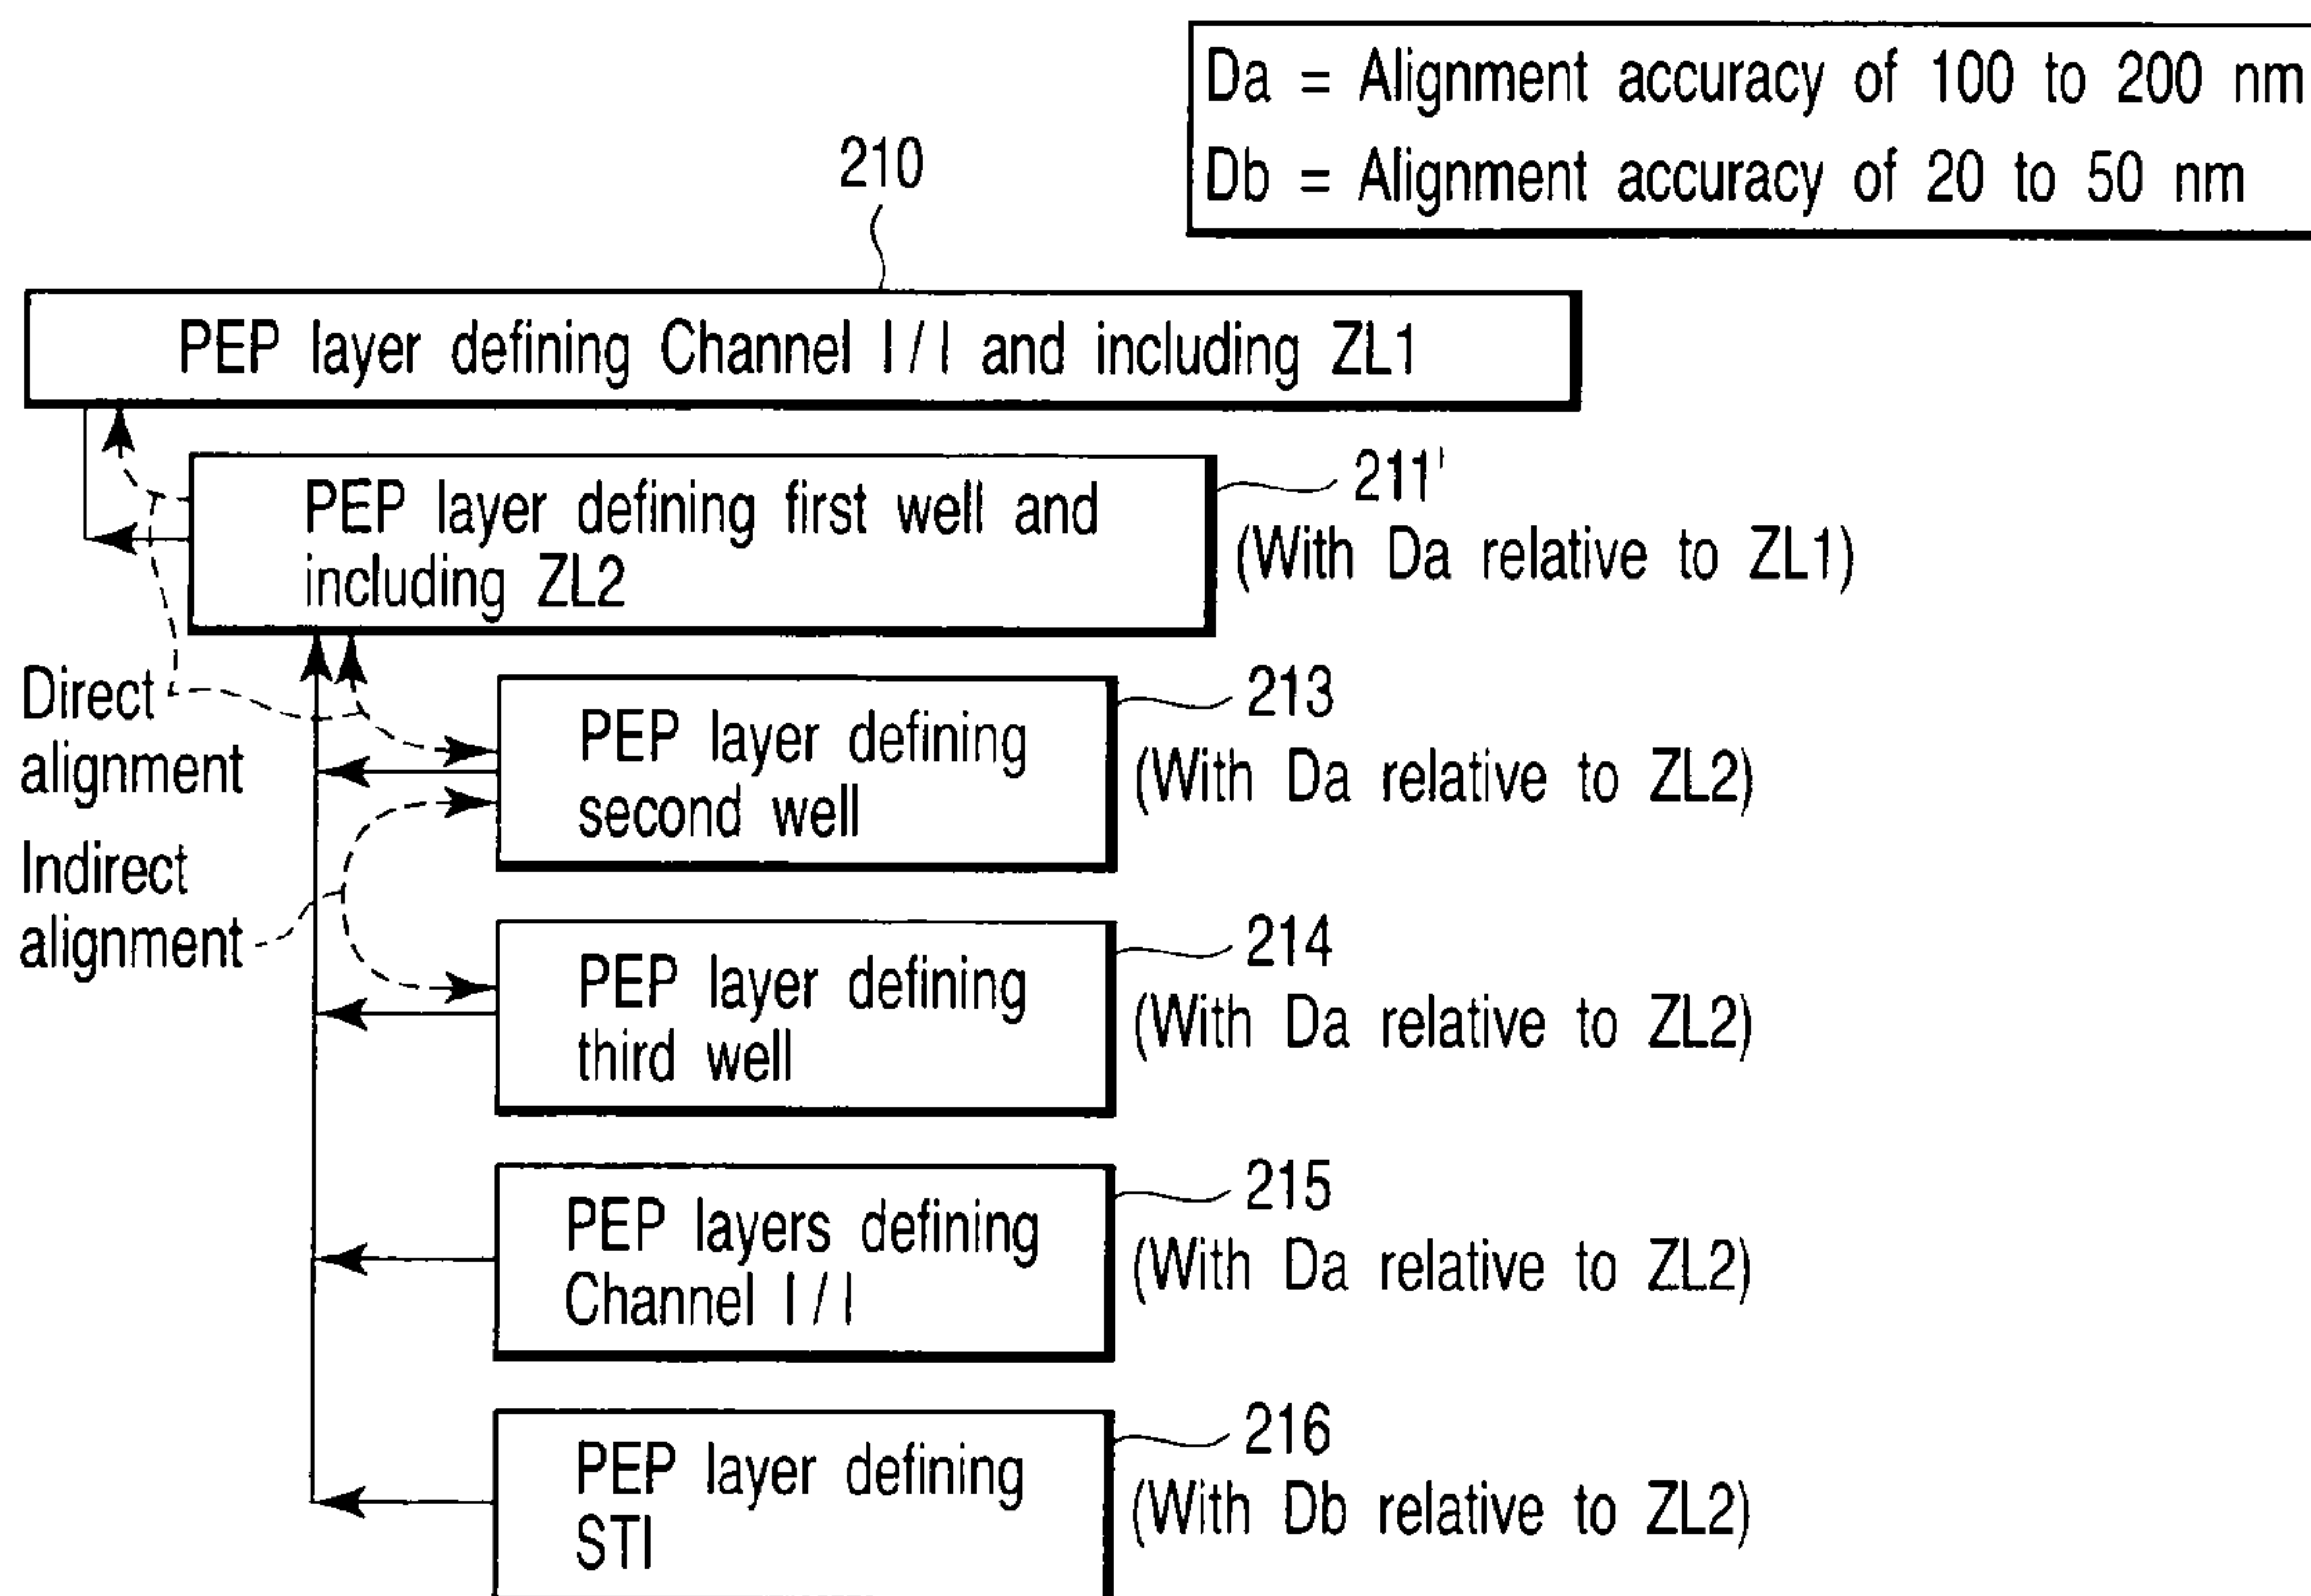 Da = Alignment accuracy of 100 to 200 nm
Db = Alignment accuracy of 20 to 50 nm
210
PEP layer defining Channel I/I and including ZL1
PEP layer defining first well and
including ZL2
211'
(With Da relative to ZL1)
Direct
alignment
PEP layer defining
second well
213
(With Da relative to ZL2)
Indirect
alignment
PEP layer defining
third well
214
(With Da relative to ZL2)
PEP layers defining
Channel I/I
215
(With Da relative to ZL2)
PEP layer defining
STI
216
(With Db relative to ZL2)